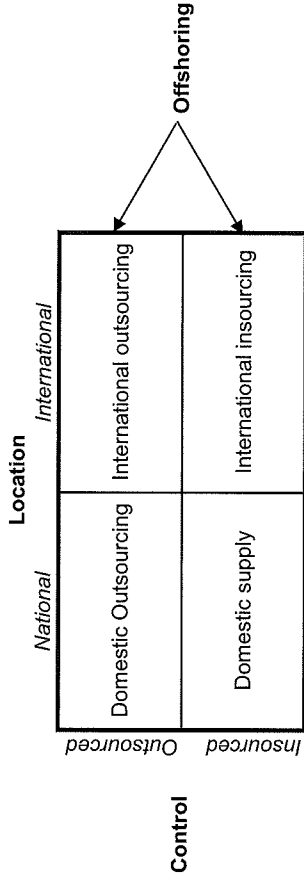 Location
National International
Control
Outsourced
Domestic Outsourcing International outsourcing
Insourced
Domestic supply International insourcing
Offshoring